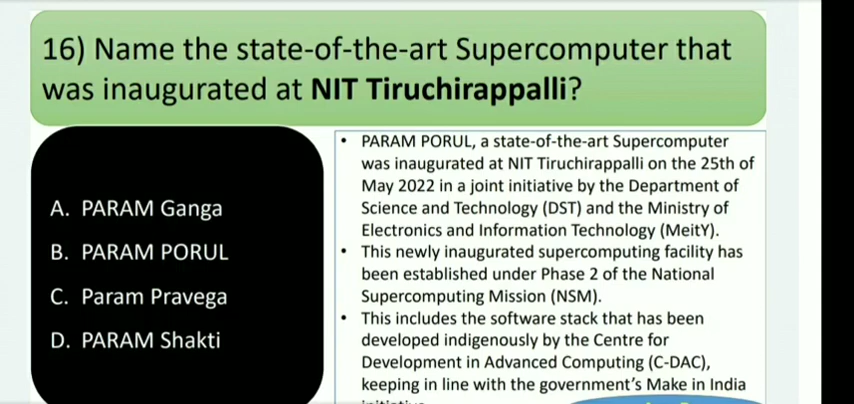 16) Name the state-of-the-art Supercomputer that
was inaugurated at NIT Tiruchirappalli?
A. PARAM Ganga
B. PARAM PORUL
C. Param Pravega
D. PARAM Shakti
• PARAM PORUL, a state-of-the-art Supercomputer
was inaugurated at NIT Tiruchirappalli on the 25th of
May 2022 in a joint initiative by the Department of
Science and Technology (DST) and the Ministry of
Electronics and Information Technology (MeitY).
• This newly inaugurated supercomputing facility has
been established under Phase 2 of the National
Supercomputing Mission (NSM).
• This includes the software stack that has been
developed indigenously by the Centre for
Development in Advanced Computing (C-DAC),
keeping in line with the government's Make in India